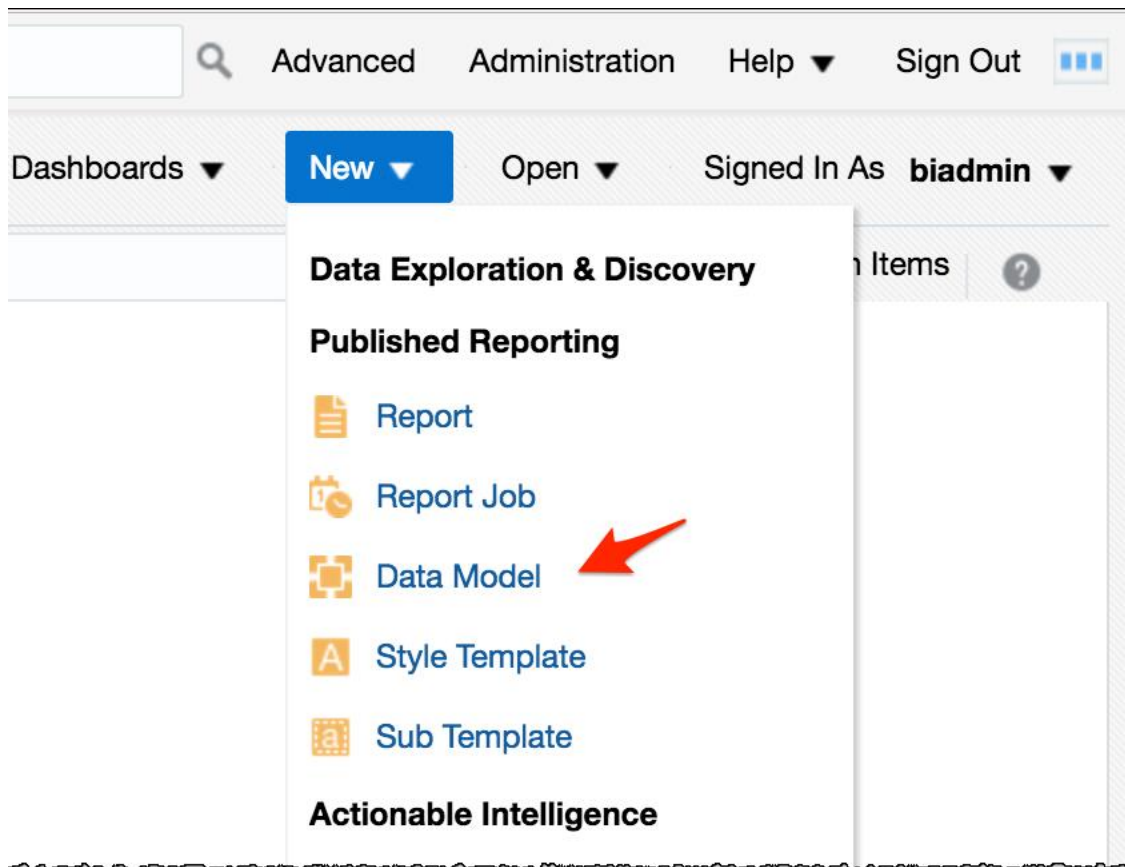 Advanced Administration Help Sign Out
Dashboards New Open Signed In As biadmin
Data Exploration & Discovery
Items
Published Reporting
Report
Report Job
Data Model
Style Template
Sub Template
Actionable Intelligence